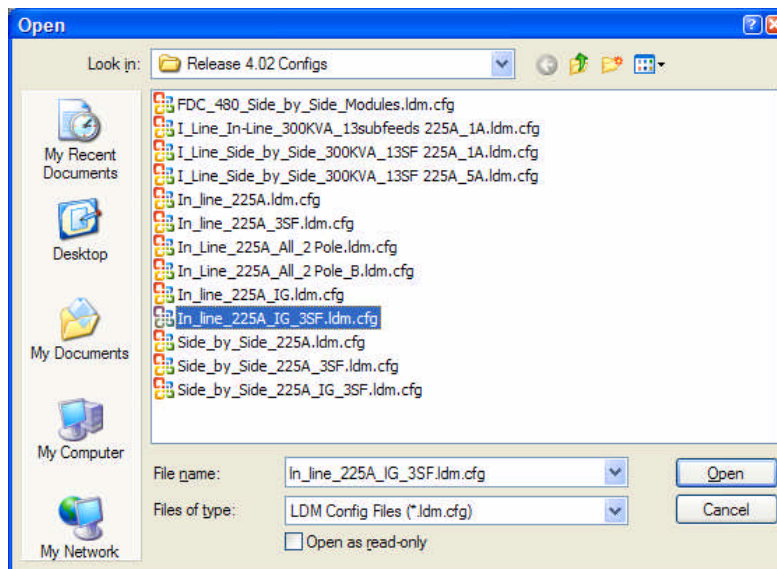 Open
Look in:
Release 4.02 Configs
My Recent
Documents
Desktop
My Documents
My Computer
My Network
FDC_480_Side_by_Side_Modules.ldm.cfg
I_Line_In-Line_300KVA_13subfeeds 225A_1A.ldm.cfg
I_Line_Side_by_Side_300KVA_13SF 225A_1A.ldm.cfg
I_Line_Side_by_Side_300KVA_13SF 225A_5A.ldm.cfg
In_line_225A.ldm.cfg
In_line_225A_3SF.ldm.cfg
In_Line_225A_All_2 Pole.ldm.cfg
In_Line_225A_All_2 Pole_B.ldm.cfg
In_line_225A_IG.ldm.cfg
In_line_225A_IG_3SF.ldm.cfg
Side_by_Side_225A.ldm.cfg
Side_by_Side_225A_3SF.ldm.cfg
Side_by_Side_225A_IG_3SF.ldm.cfg
File name:
In_line_225A_IG_3SF.ldm.cfg
Open
Files of type:
LDM Config Files (*.ldm.cfg)
Cancel
Open as read-only